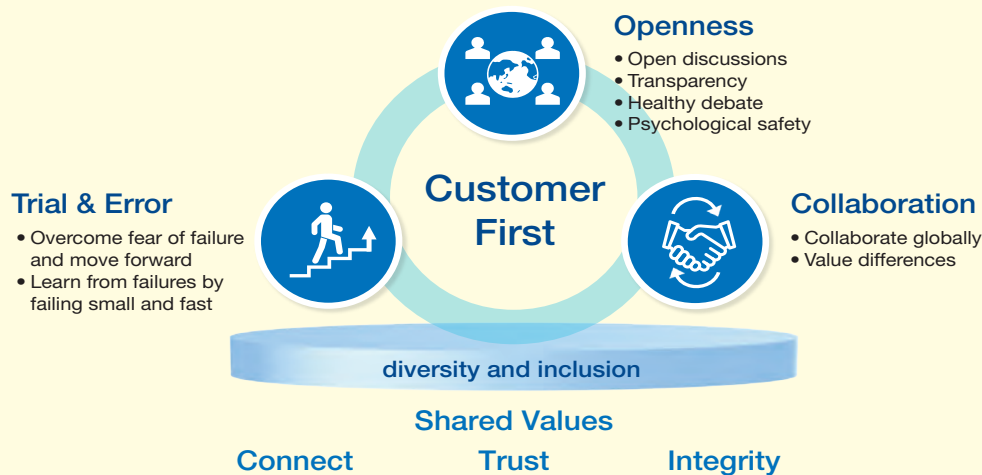 Openness
• Open discussions
• Transparency
• Healthy debate
• Psychological safety
Customer
First
Trial & Error
• Overcome fear of failure
and move forward
• Learn from failures by
failing small and fast
Collaboration
• Collaborate globally
• Value differences
diversity and inclusion
Shared Values
Connect Trust Integrity